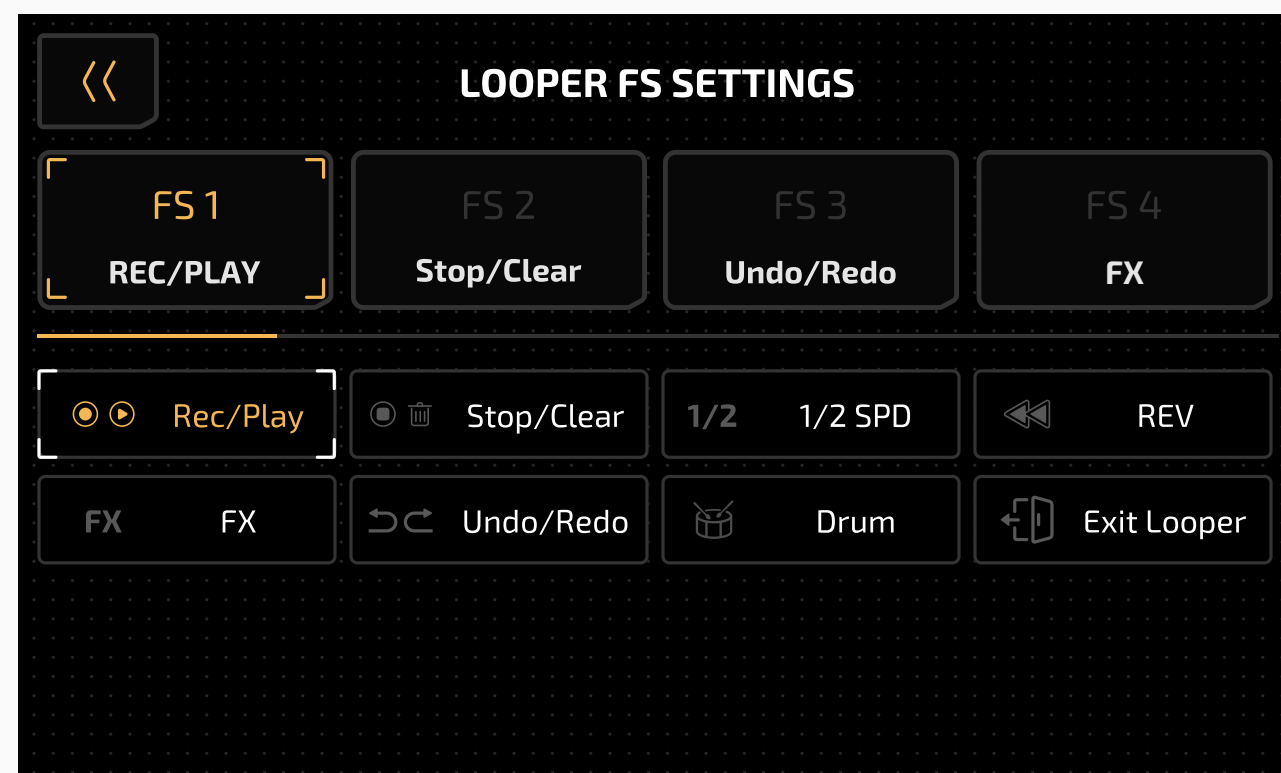 LOOPER FS SETTINGS
FS 1
REC/PLAY
FS 2
Stop/Clear
FS 3
Undo/Redo
FS 4
FX
Rec/Play
Stop/Clear
1/2 1/2 SPD
REV
FX FX
Undo/Redo
Drum
Exit Looper